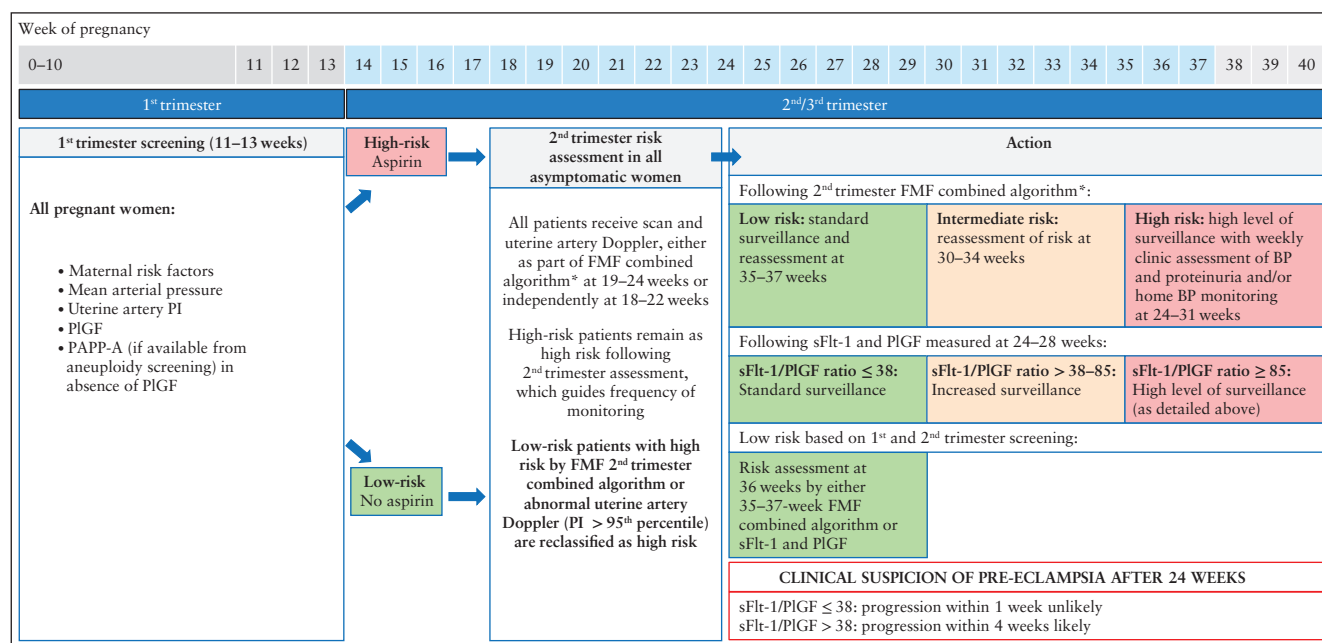 Week of pregnancy
0–10 11 12 13 14 15 16 17 18 19 20 21 22 23 24 25 26 27 28 29 30 31 32 33 34 35 36 37 38 39 40
1st trimester
2nd/3rd trimester
1st trimester screening (11–13 weeks)
All pregnant women:
• Maternal risk factors
• Mean arterial pressure
• Uterine artery PI
• PlGF
• PAPP-A (if available from
aneuploidy screening) in
absence of PlGF
High-risk
Aspirin
Low-risk
No aspirin
2nd trimester risk
assessment in all
asymptomatic women
All patients receive scan and
uterine artery Doppler, either
as part of FMF combined
algorithm* at 19–24 weeks or
independently at 18–22 weeks
High-risk patients remain as
high risk following
2nd trimester assessment,
which guides frequency of
monitoring
Low-risk patients with high
risk by FMF 2nd trimester
combined algorithm or
abnormal uterine artery
Doppler (PI > 95th percentile)
are reclassified as high risk
Action
Following 2nd trimester FMF combined algorithm*:
Low risk: standard
surveillance and
reassessment at
35–37 weeks
Intermediate risk:
reassessment of risk at
30–34 weeks
High risk: high level of
surveillance with weekly
clinic assessment of BP
and proteinuria and/or
home BP monitoring
at 24–31 weeks
Following sFlt-1 and PlGF measured at 24–28 weeks:
sFlt-1/PlGF ratio ≤ 38:
Standard surveillance
sFlt-1/PlGF ratio > 38–85:
Increased surveillance
sFlt-1/PlGF ratio ≥ 85:
High level of surveillance
(as detailed above)
Low risk based on 1st and 2nd trimester screening:
Risk assessment at
36 weeks by either
35–37-week FMF
combined algorithm or
sFlt-1 and PlGF
CLINICAL SUSPICION OF PRE-ECLAMPSIA AFTER 24 WEEKS
sFlt-1/PlGF ≤ 38: progression within 1 week unlikely
sFlt-1/PlGF > 38: progression within 4 weeks likely